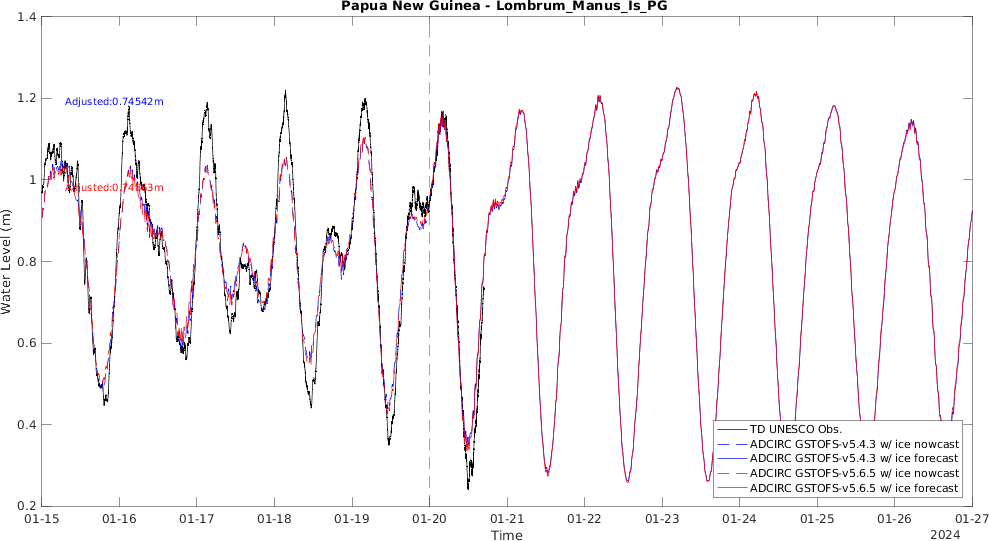 Papua New Guinea - Lombrum_Manus_Is_PG
1.4
1.2
1
0.8
0.6
0.4
0.2
Water Level (m)
Adjusted:0.74542m
TD UNESCO Obs.
ADCIRC GSTOFS-v5.4.3 w/ ice nowcast
ADCIRC GSTOFS-v5.4.3 w/ ice forecast
ADCIRC GSTOFS-v5.6.5 w/ ice nowcast
ADCIRC GSTOFS-v5.6.5 w/ ice forecast
01-15 01-16 01-17 01-18 01-19 01-20 01-21 01-22 01-23 01-24 01-25 01-26 01-27
Time
2024